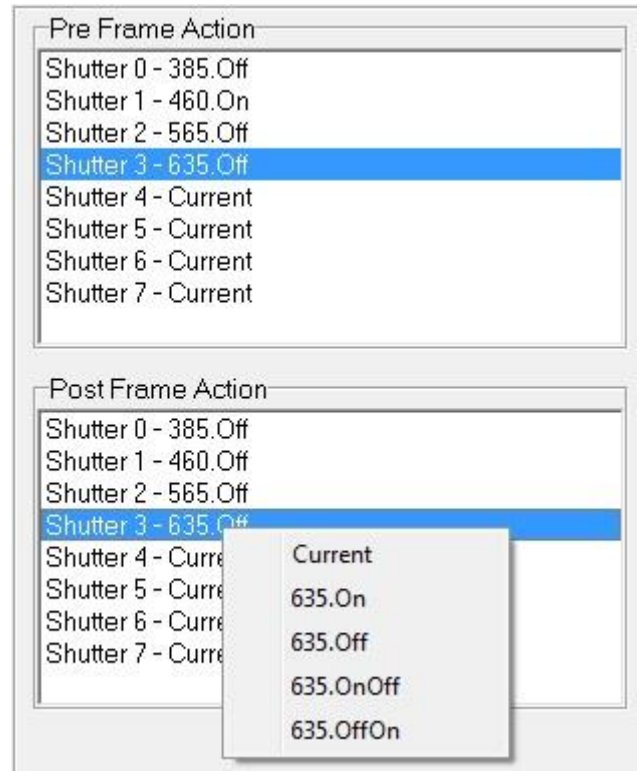 Pre Frame Action
Shutter 0 - 385.Off
Shutter 1 - 460.On
Shutter 2 - 565.Off
Shutter 3 - 635.Off
Shutter 4 - Current
Shutter 5 - Current
Shutter 6 - Current
Shutter 7 - Current
Post Frame Action
Shutter 0 - 385.Off
Shutter 1 - 460.Off
Shutter 2 - 565.Off
Shutter 3 - 635.Off
Shutter 4 - Curre
Shutter 5 - Curre
Shutter 6 - Curre
Shutter 7 - Curre
Current
635.On
635.Off
635.OnOff
635.OffOn